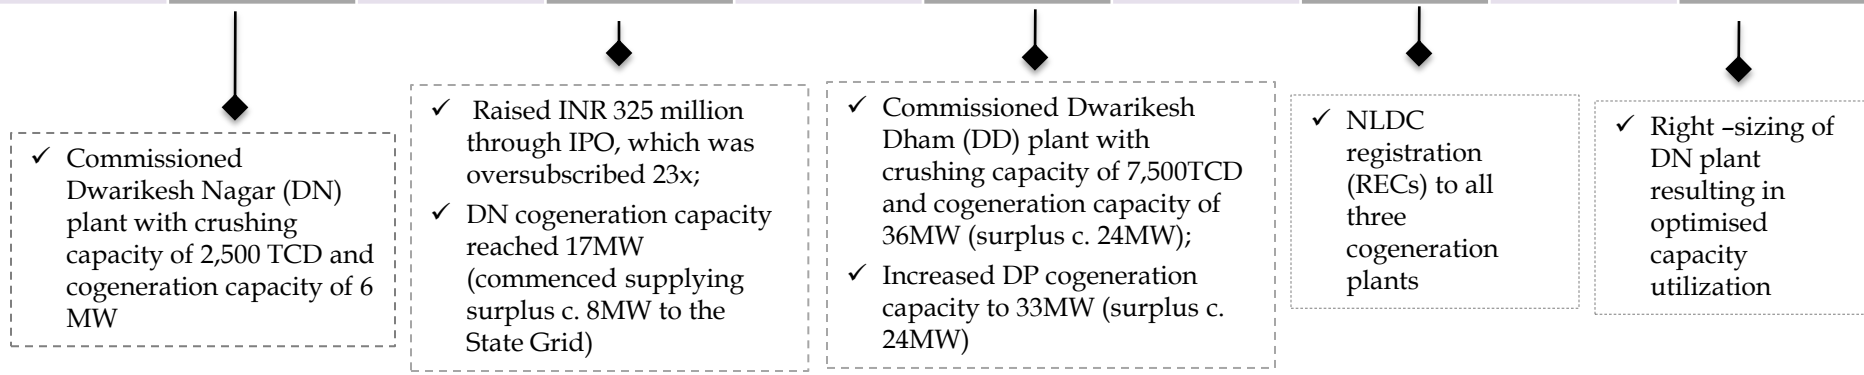 ✓ Commissioned
Dwarikesh Nagar (DN)
plant with crushing
capacity of 2,500 TCD and
cogeneration capacity of 6
MW
✓ Raised INR 325 million
through IPO, which was
oversubscribed 23x;
✓ DN cogeneration capacity
reached 17MW
(commenced supplying
surplus c. 8MW to the
State Grid)
✓ Commissioned Dwarikesh
Dham (DD) plant with
crushing capacity of 7,500TCD
and cogeneration capacity of
36MW (surplus c. 24MW);
✓ Increased DP cogeneration
capacity to 33MW (surplus c.
24MW)
✓ NLDC
registration
(RECs) to all
three
cogeneration
plants
✓ Right –sizing of
DN plant
resulting in
optimised
capacity
utilization